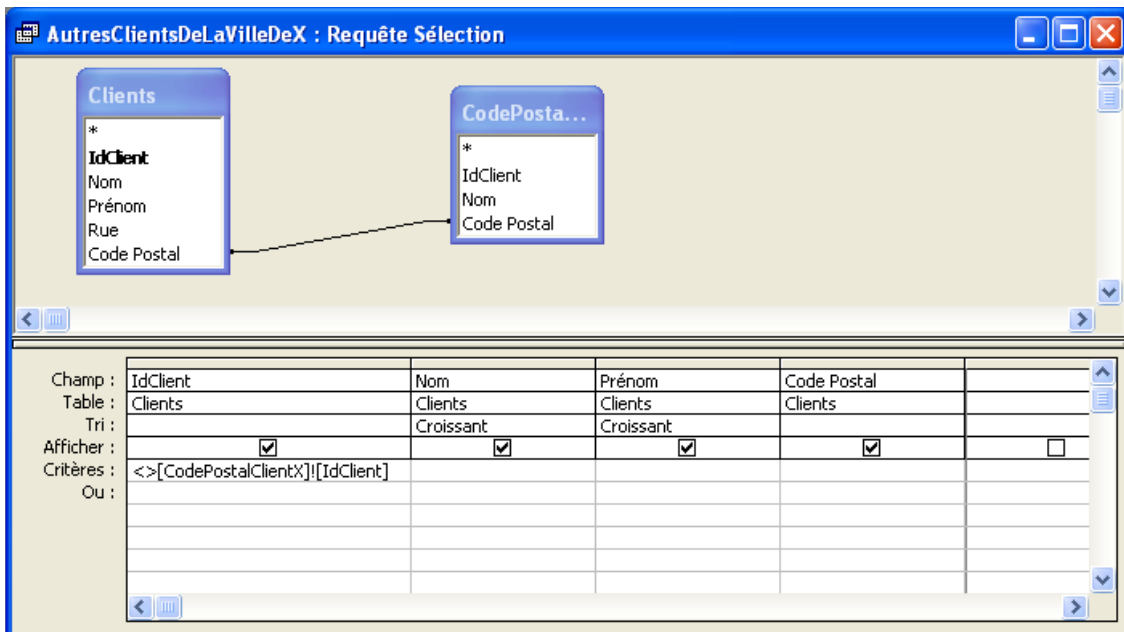 AutresClientsDeLaVilleDeX : Requête Sélection
Clients
*
IdClient
Nom
Prénom
Rue
Code Postal
CodePosta...
*
IdClient
Nom
Code Postal
Champ : IdClient Nom Prénom Code Postal
Table : Clients Clients Clients Clients
Tri : Croissant Croissant
Afficher :
Critères : <>[CodePostalClientX]![IdClient]
Ou :